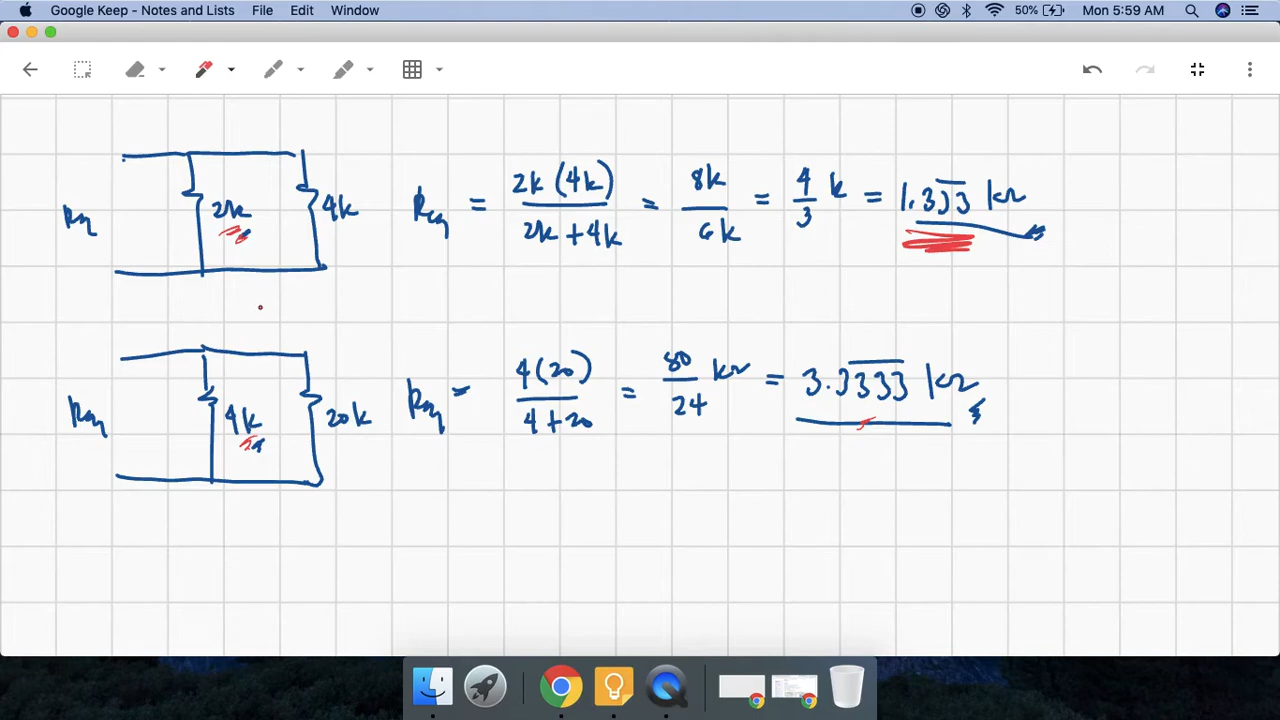 Google Keep - Notes and Lists File Edit Window 50% Mon 5:59 AM
2k 4k Req = 2k (4k) / 2k + 4k = 8k / 6k = 4/3 k = 1.333 kΩ
Req
4k 20k Req = 4(20) / 4 + 20 = 80 / 24 kΩ = 3.3333 kΩ
Req